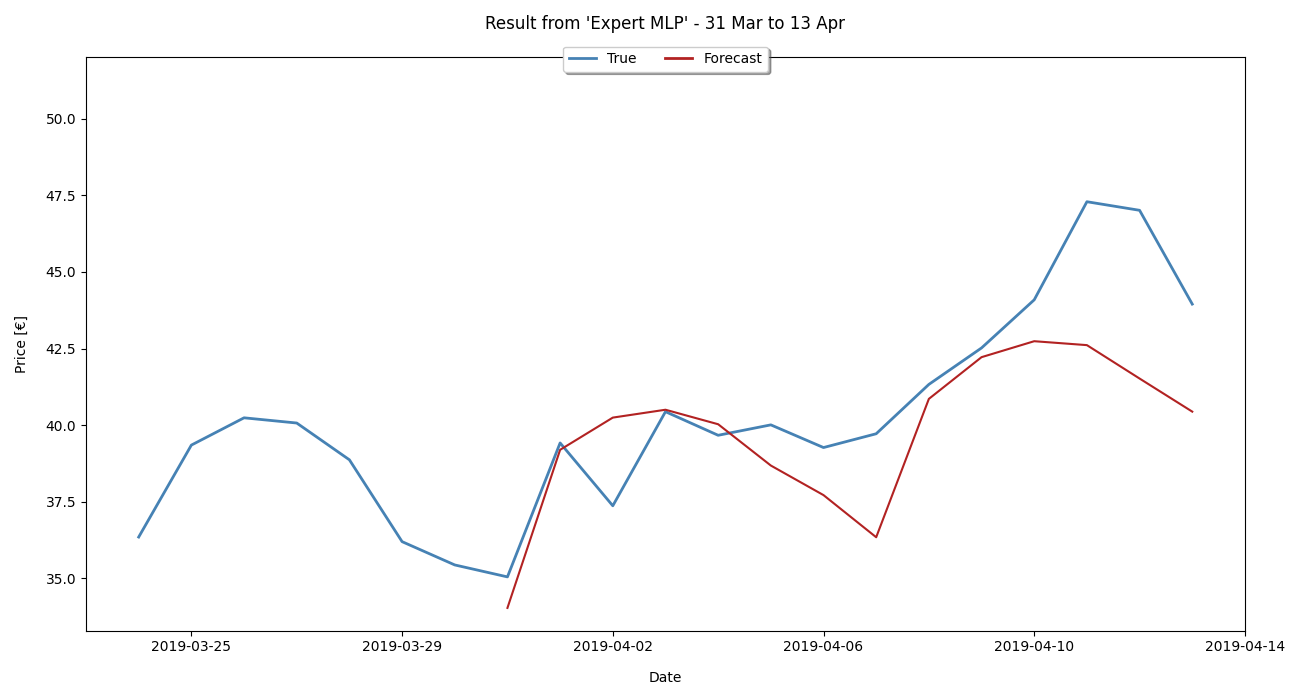 Result from 'Expert MLP' - 31 Mar to 13 Apr
True Forecast
Price [€]
50.0
47.5
45.0
42.5
40.0
37.5
35.0
2019-03-25 2019-03-29 2019-04-02 2019-04-06 2019-04-10 2019-04-14
Date